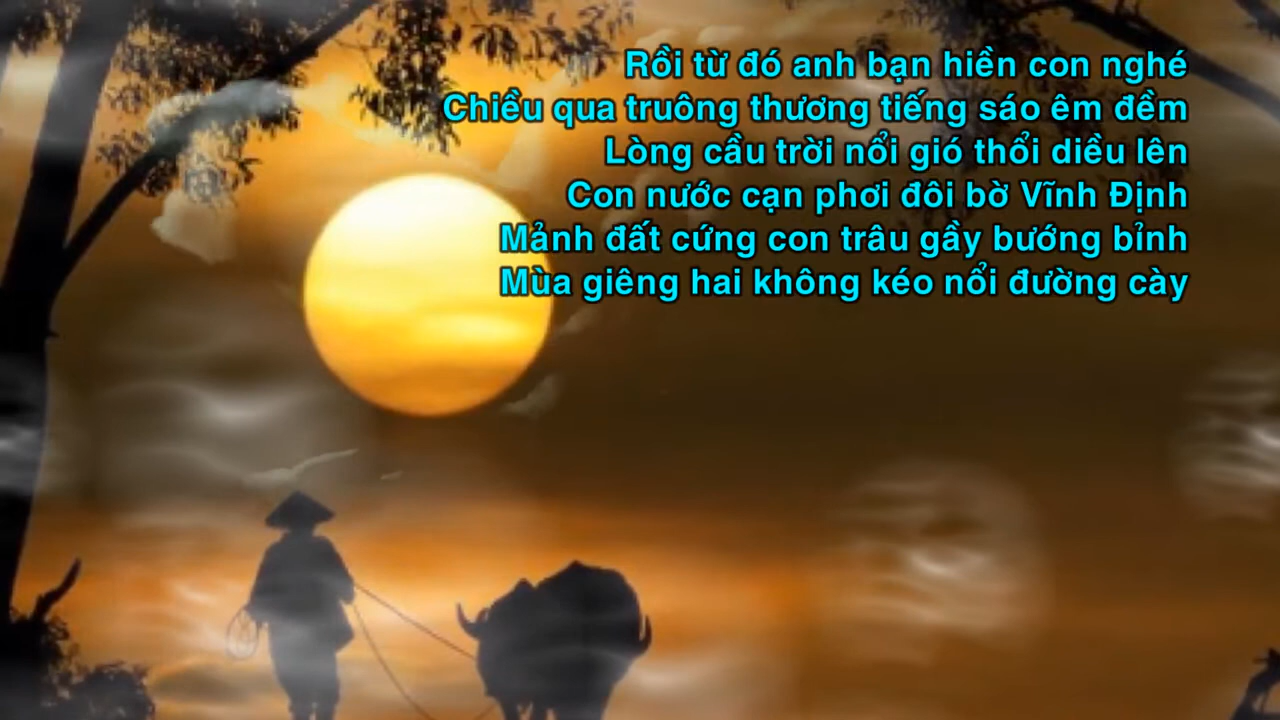 Rồi từ đó anh bạn hiền con nghé
Chiều qua truông thương tiếng sáo êm đềm
Lòng cầu trời nổi gió thổi diều lên
Con nước cạn phơi đôi bờ Vĩnh Định
Mảnh đất cứng con trâu gầy bướng bỉnh
Mùa giêng hai không kéo nổi đường cày